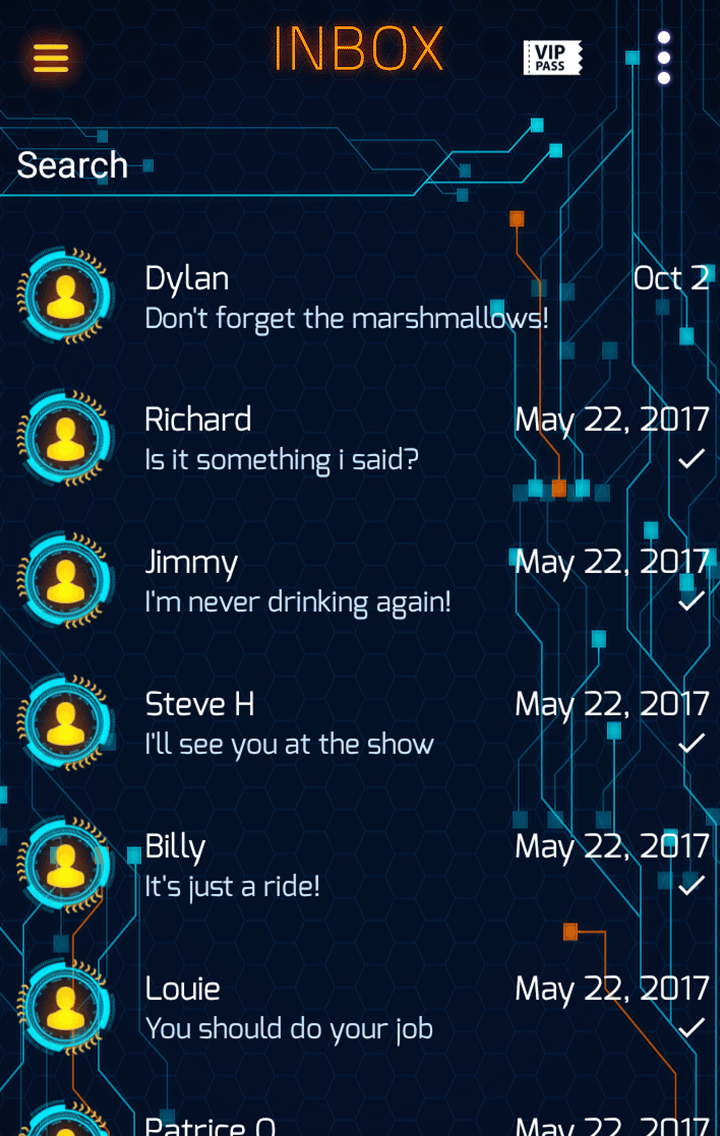 INBOX
VIP
PASS
Search
Dylan
Oct 2
Don't forget the marshmallows!
Richard
May 22, 2017
Is it something i said?
Jimmy
May 22, 2017
I'm never drinking again!
Steve H
May 22, 2017
I'll see you at the show
Billy
May 22, 2017
It's just a ride!
Louie
May 22, 2017
You should do your job
Patrice O
May 22, 2017